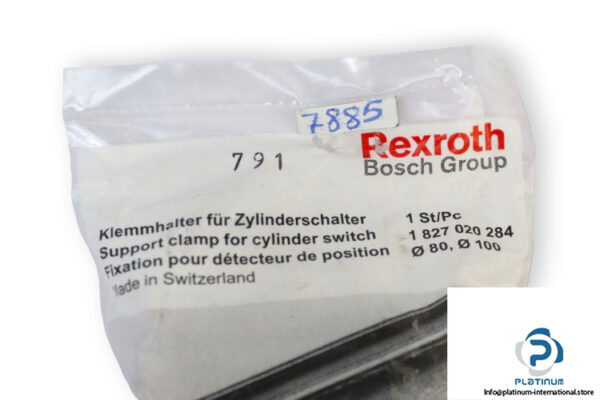 7885
Rexroth
Bosch Group
791
Klemmhalter für Zylinderschalter 1 St/Pc
Support clamp for cylinder switch 1 827 020 284
Fixation pour détecteur de position Ø 80, Ø 100
Made in Switzerland
PLATINUM
Info@platinum-international.store